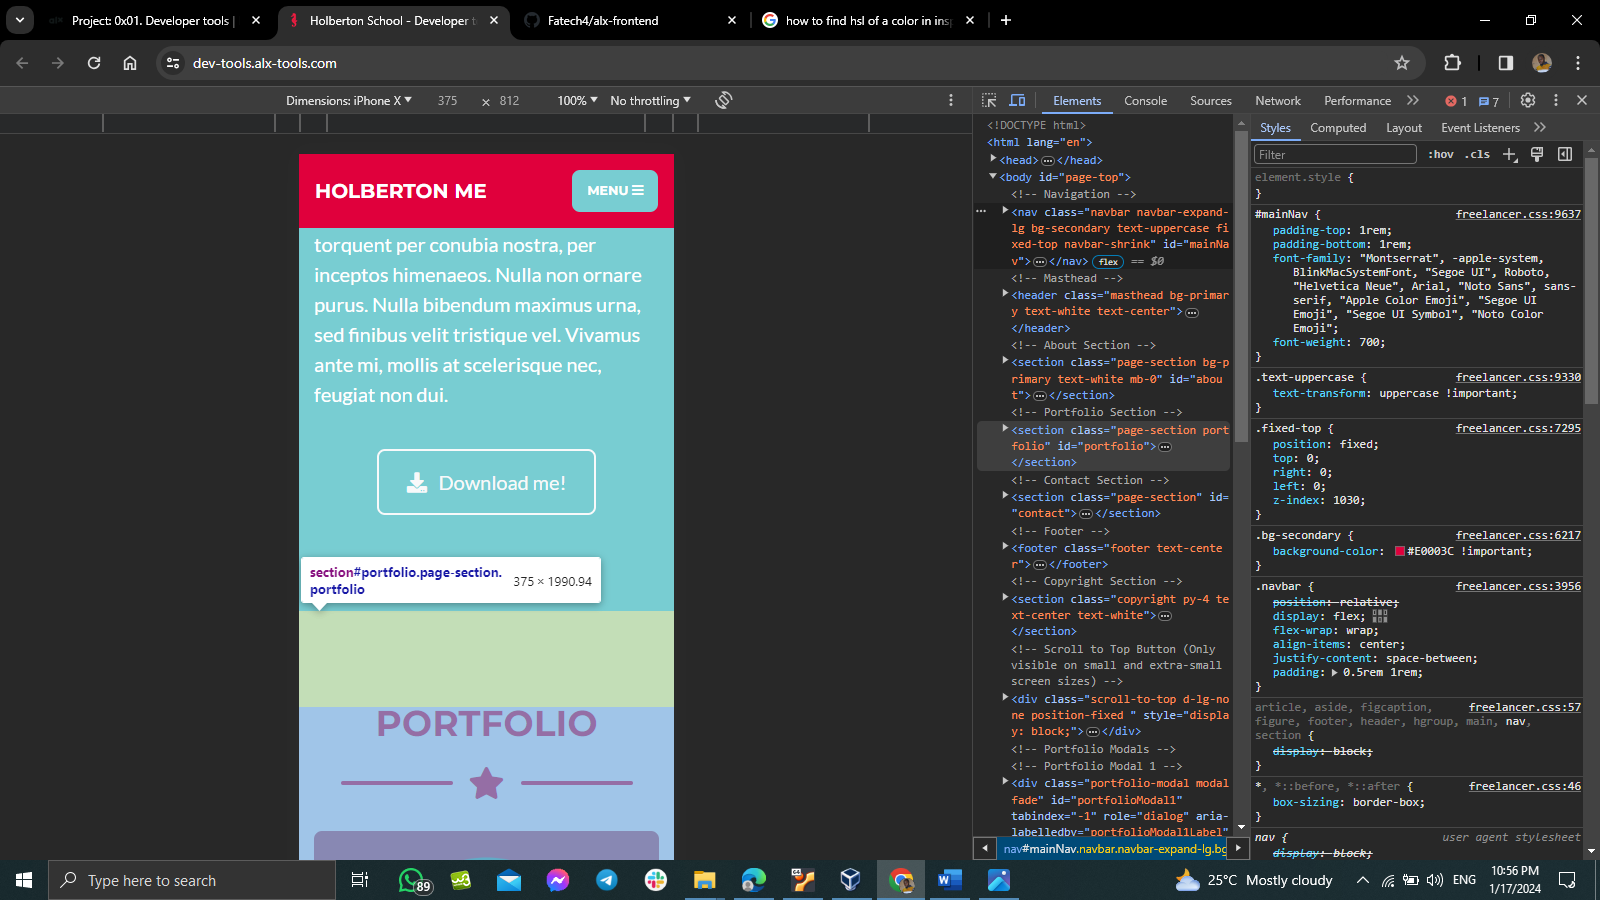 Project: 0x01. Developer tools |
Holberton School - Developer t
Fatech4/alx-frontend
how to find hsl of a color in ins
dev-tools.alx-tools.com
Dimensions: iPhone X ▼ 375 × 812 100% ▼ No throttling ▼
Elements Console Sources Network Performance » 1 7
HOLBERTON ME
MENU
torquent per conubia nostra, per
inceptos himenaeos. Nulla non ornare
purus. Nulla bibendum maximus urna,
sed finibus velit tristique vel. Vivamus
ante mi, mollis at scelerisque nec,
feugiat non dui.
Download me!
section#portfolio.page-section.
portfolio
375 × 1990.94
PORTFOLIO
<!DOCTYPE html>
<html lang="en">
<head>…</head>
<body id="page-top">
<!-- Navigation -->
<nav class="navbar navbar-expand-
lg bg-secondary text-uppercase fi
xed-top navbar-shrink" id="mainNa
v">…</nav> flex == $0
<!-- Masthead -->
<header class="masthead bg-primar
y text-white text-center">…
</header>
<!-- About Section -->
<section class="page-section bg-p
rimary text-white mb-0" id="abou
t">…</section>
<!-- Portfolio Section -->
<section class="page-section port
folio" id="portfolio">…
</section>
<!-- Contact Section -->
<section class="page-section" id=
"contact">…</section>
<!-- Footer -->
<footer class="footer text-cente
r">…</footer>
<!-- Copyright Section -->
<section class="copyright py-4 te
xt-center text-white">…
</section>
<!-- Scroll to Top Button (Only
visible on small and extra-small
screen sizes) -->
<div class="scroll-to-top d-lg-no
ne position-fixed " style="displa
y: block;">…</div>
<!-- Portfolio Modals -->
<!-- Portfolio Modal 1 -->
<div class="portfolio-modal modal
fade" id="portfolioModal1"
tabindex="-1" role="dialog" aria-
labelledby="portfolioModal1Label"
nav#mainNav.navbar.navbar-expand-lg.bg
Styles Computed Layout Event Listeners »
Filter :hov .cls
element.style {
}
#mainNav { freelancer.css:9637
padding-top: 1rem;
padding-bottom: 1rem;
font-family: "Montserrat", -apple-system,
BlinkMacSystemFont, "Segoe UI", Roboto,
"Helvetica Neue", Arial, "Noto Sans", sans-
serif, "Apple Color Emoji", "Segoe UI
Emoji", "Segoe UI Symbol", "Noto Color
Emoji";
font-weight: 700;
}
.text-uppercase { freelancer.css:9330
text-transform: uppercase !important;
}
.fixed-top { freelancer.css:7295
position: fixed;
top: 0;
right: 0;
left: 0;
z-index: 1030;
}
.bg-secondary { freelancer.css:6217
background-color: #E0003C !important;
}
.navbar { freelancer.css:3956
position: relative;
display: flex;
flex-wrap: wrap;
align-items: center;
justify-content: space-between;
padding: 0.5rem 1rem;
}
article, aside, figcaption, freelancer.css:57
figure, footer, header, hgroup, main, nav,
section {
display: block;
}
*, *::before, *::after { freelancer.css:46
box-sizing: border-box;
}
nav { user agent stylesheet
display: block;
Type here to search
89
25°C Mostly cloudy
ENG
10:56 PM
1/17/2024